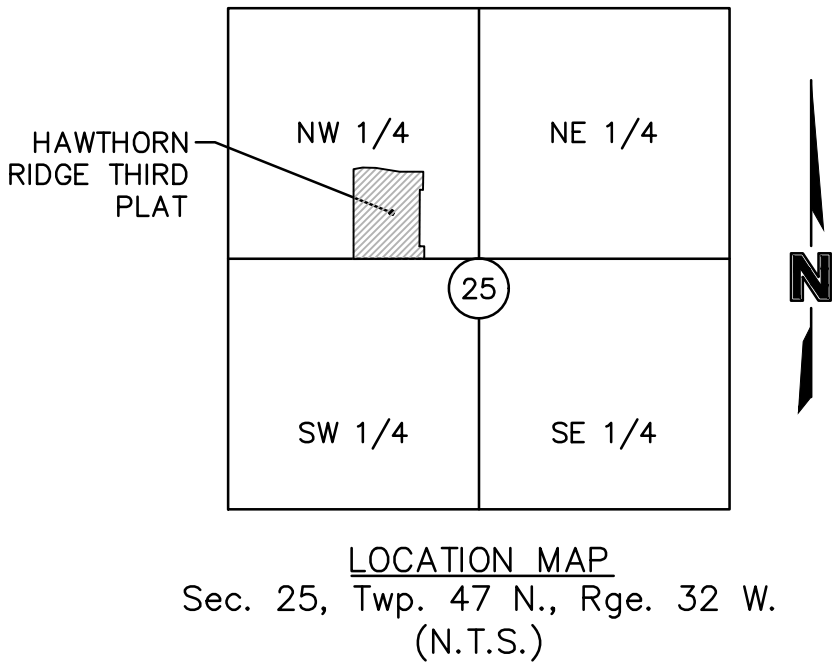 NW 1/4
NE 1/4
HAWTHORN
RIDGE THIRD
PLAT
N
25
SW 1/4
SE 1/4
LOCATION MAP
Sec. 25, Twp. 47 N., Rge. 32 W.
(N.T.S.)